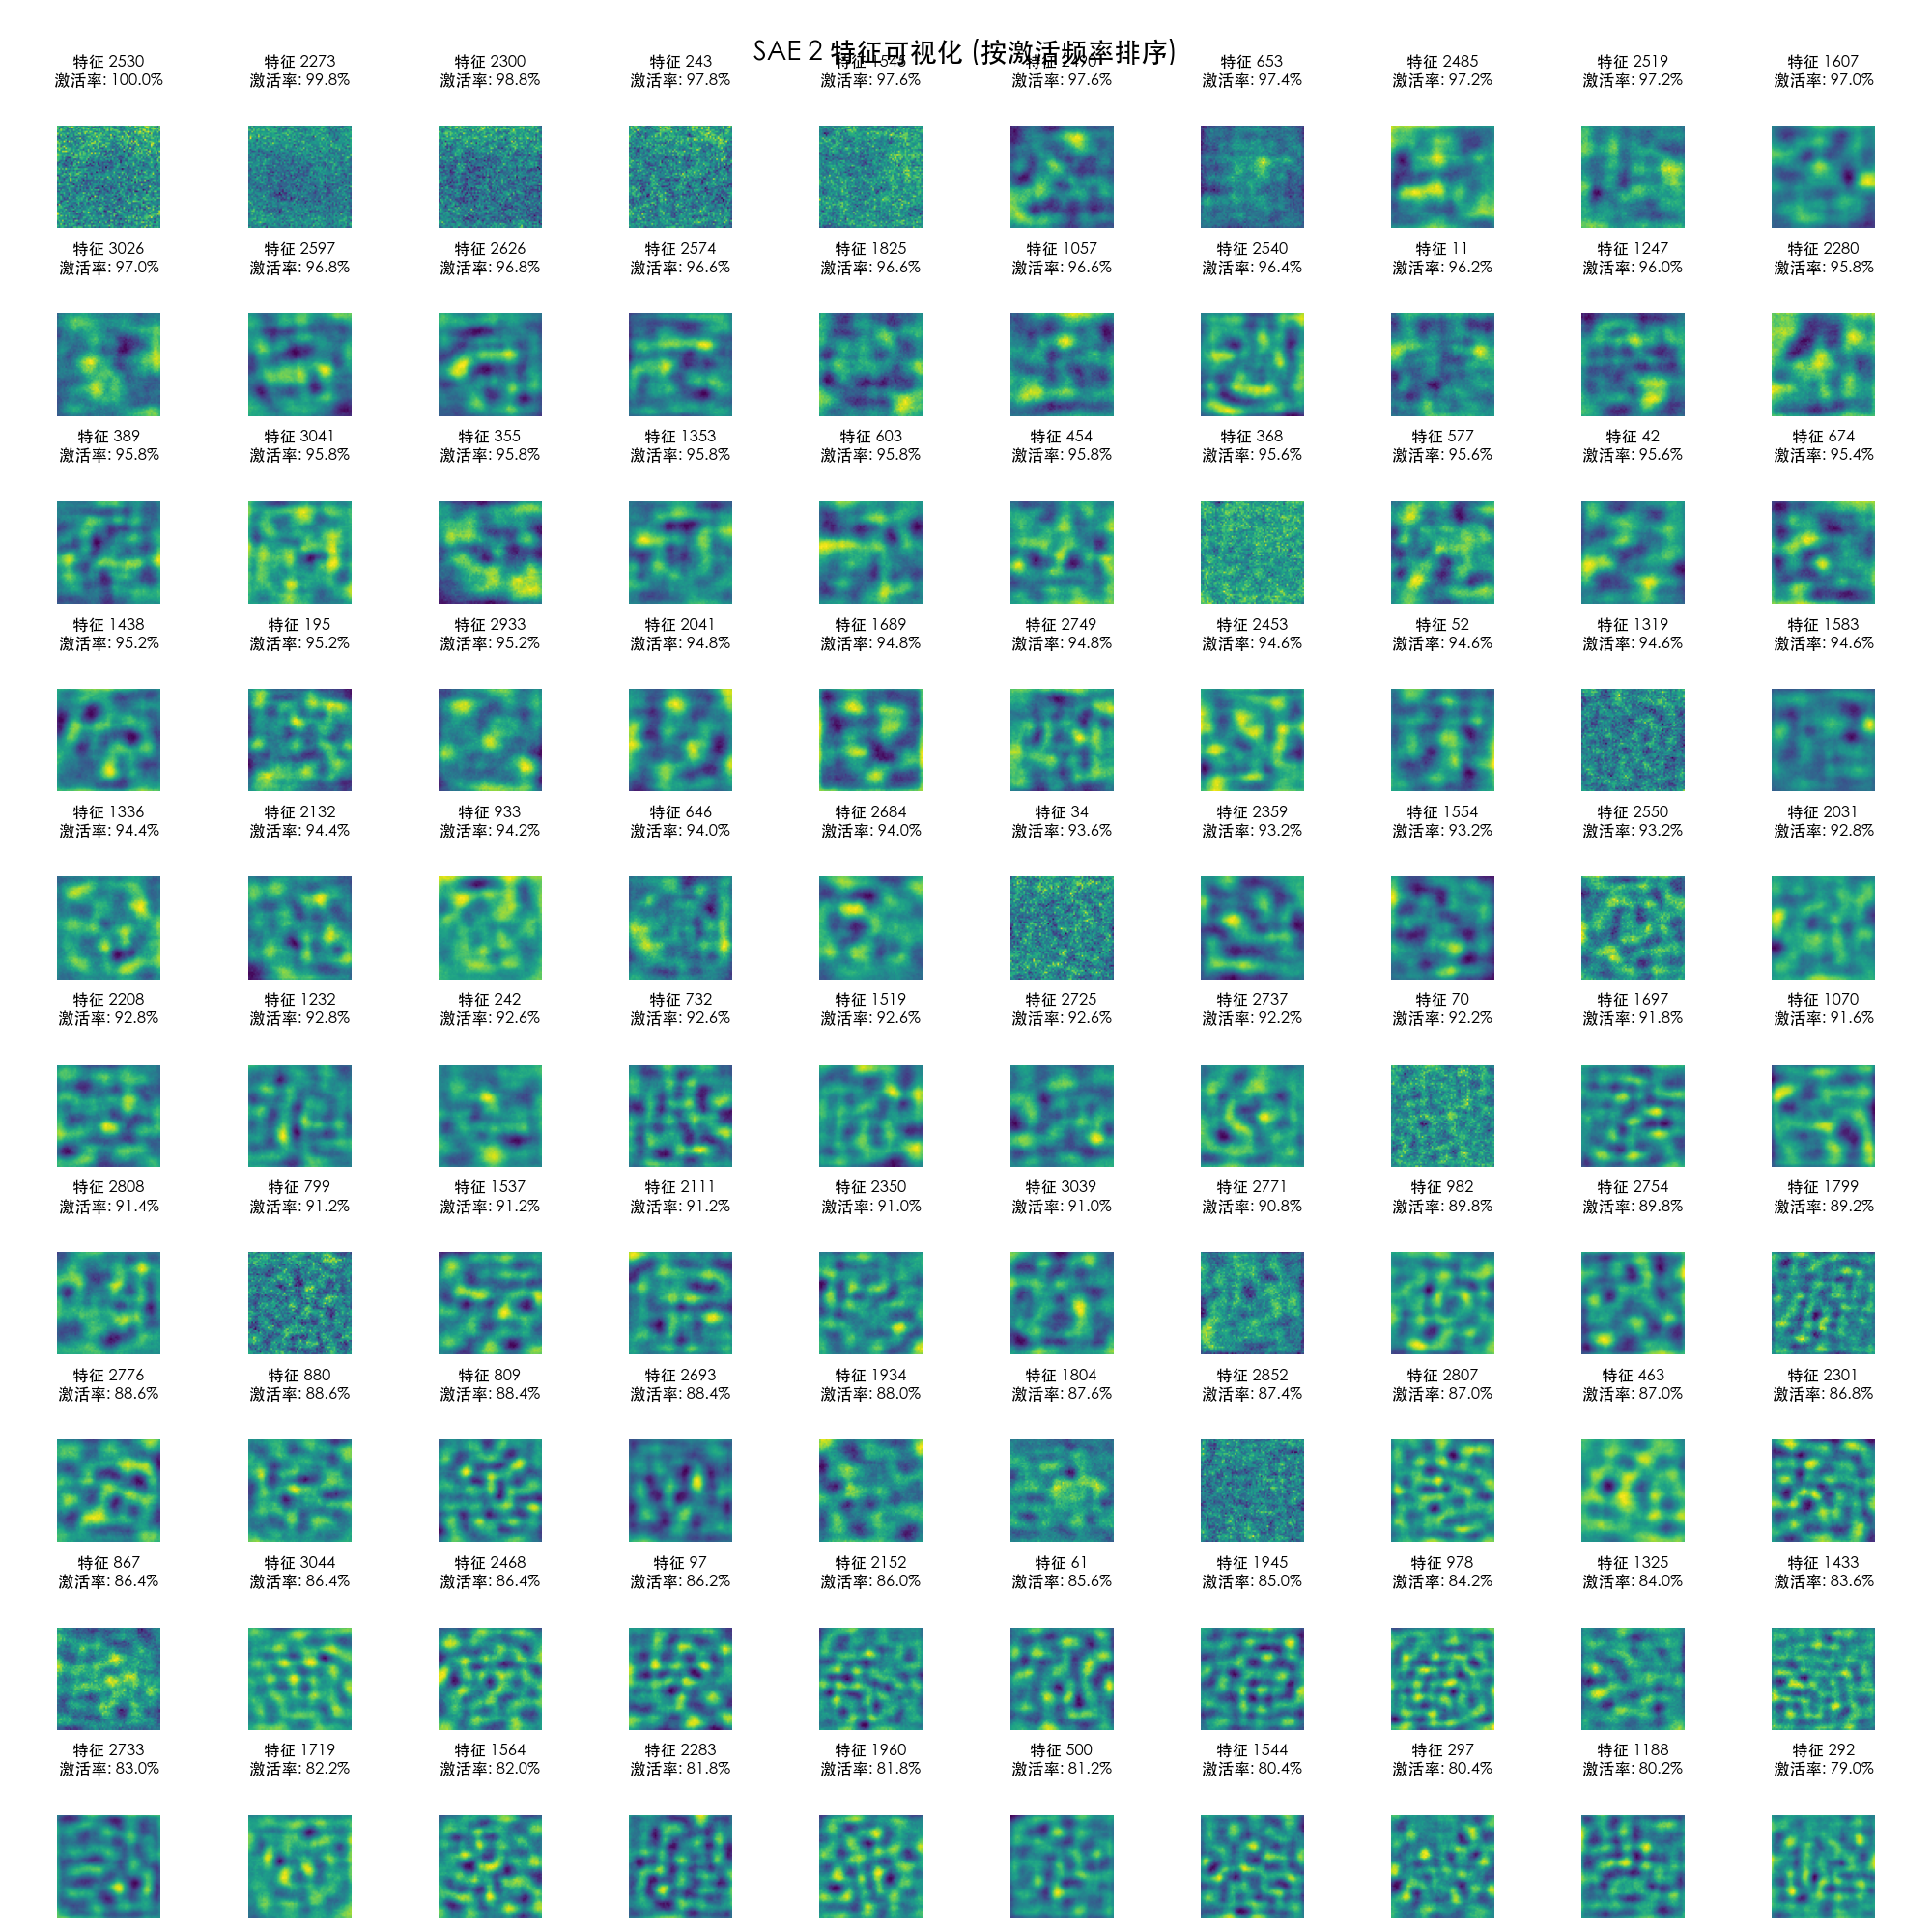 SAE 2 特征可视化 (按激活频率排序)
特征 2530 特征 2273 特征 2300 特征 243 特征 1545 特征 2490 特征 653 特征 2485 特征 2519 特征 1607
激活率: 100.0% 激活率: 99.8% 激活率: 98.8% 激活率: 97.8% 激活率: 97.6% 激活率: 97.6% 激活率: 97.4% 激活率: 97.2% 激活率: 97.2% 激活率: 97.0%
特征 3026 特征 2597 特征 2626 特征 2574 特征 1825 特征 1057 特征 2540 特征 11 特征 1247 特征 2280
激活率: 97.0% 激活率: 96.8% 激活率: 96.8% 激活率: 96.6% 激活率: 96.6% 激活率: 96.6% 激活率: 96.4% 激活率: 96.2% 激活率: 96.0% 激活率: 95.8%
特征 389 特征 3041 特征 355 特征 1353 特征 603 特征 454 特征 368 特征 577 特征 42 特征 674
激活率: 95.8% 激活率: 95.8% 激活率: 95.8% 激活率: 95.8% 激活率: 95.8% 激活率: 95.8% 激活率: 95.6% 激活率: 95.6% 激活率: 95.6% 激活率: 95.4%
特征 1438 特征 195 特征 2933 特征 2041 特征 1689 特征 2749 特征 2453 特征 52 特征 1319 特征 1583
激活率: 95.2% 激活率: 95.2% 激活率: 95.2% 激活率: 94.8% 激活率: 94.8% 激活率: 94.8% 激活率: 94.6% 激活率: 94.6% 激活率: 94.6% 激活率: 94.6%
特征 1336 特征 2132 特征 933 特征 646 特征 2684 特征 34 特征 2359 特征 1554 特征 2550 特征 2031
激活率: 94.4% 激活率: 94.4% 激活率: 94.2% 激活率: 94.0% 激活率: 94.0% 激活率: 93.6% 激活率: 93.2% 激活率: 93.2% 激活率: 93.2% 激活率: 92.8%
特征 2208 特征 1232 特征 242 特征 732 特征 1519 特征 2725 特征 2737 特征 70 特征 1697 特征 1070
激活率: 92.8% 激活率: 92.8% 激活率: 92.6% 激活率: 92.6% 激活率: 92.6% 激活率: 92.6% 激活率: 92.2% 激活率: 92.2% 激活率: 91.8% 激活率: 91.6%
特征 2808 特征 799 特征 1537 特征 2111 特征 2350 特征 3039 特征 2771 特征 982 特征 2754 特征 1799
激活率: 91.4% 激活率: 91.2% 激活率: 91.2% 激活率: 91.2% 激活率: 91.0% 激活率: 91.0% 激活率: 90.8% 激活率: 89.8% 激活率: 89.8% 激活率: 89.2%
特征 2776 特征 880 特征 809 特征 2693 特征 1934 特征 1804 特征 2852 特征 2807 特征 463 特征 2301
激活率: 88.6% 激活率: 88.6% 激活率: 88.4% 激活率: 88.4% 激活率: 88.0% 激活率: 87.6% 激活率: 87.4% 激活率: 87.0% 激活率: 87.0% 激活率: 86.8%
特征 867 特征 3044 特征 2468 特征 97 特征 2152 特征 61 特征 1945 特征 978 特征 1325 特征 1433
激活率: 86.4% 激活率: 86.4% 激活率: 86.4% 激活率: 86.2% 激活率: 86.0% 激活率: 85.6% 激活率: 85.0% 激活率: 84.2% 激活率: 84.0% 激活率: 83.6%
特征 2733 特征 1719 特征 1564 特征 2283 特征 1960 特征 500 特征 1544 特征 297 特征 1188 特征 292
激活率: 83.0% 激活率: 82.2% 激活率: 82.0% 激活率: 81.8% 激活率: 81.8% 激活率: 81.2% 激活率: 80.4% 激活率: 80.4% 激活率: 80.2% 激活率: 79.0%